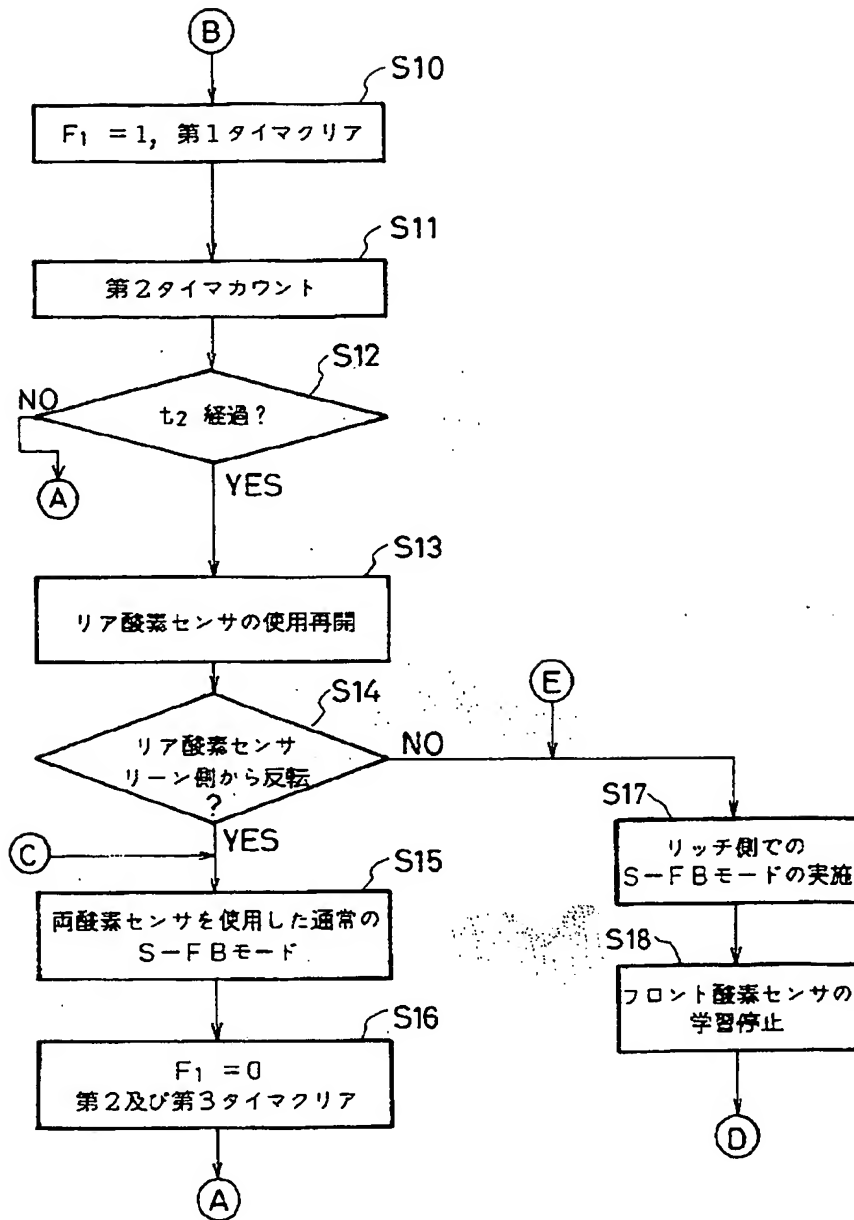 B
S10
F1 =1, 第1タイマクリア
S11
第2タイマカウント
S12
NO
t2 経過?
A
YES
S13
リア酸素センサの使用再開
S14
リア酸素センサ
リーン側から反転
?
NO
E
YES
C
S15
両酸素センサを使用した通常の
S-FBモード
S16
F1 =0
第2及び第3タイマクリア
A
S17
リッチ側での
S-FBモードの実施
S18
フロント酸素センサの
学習停止
D